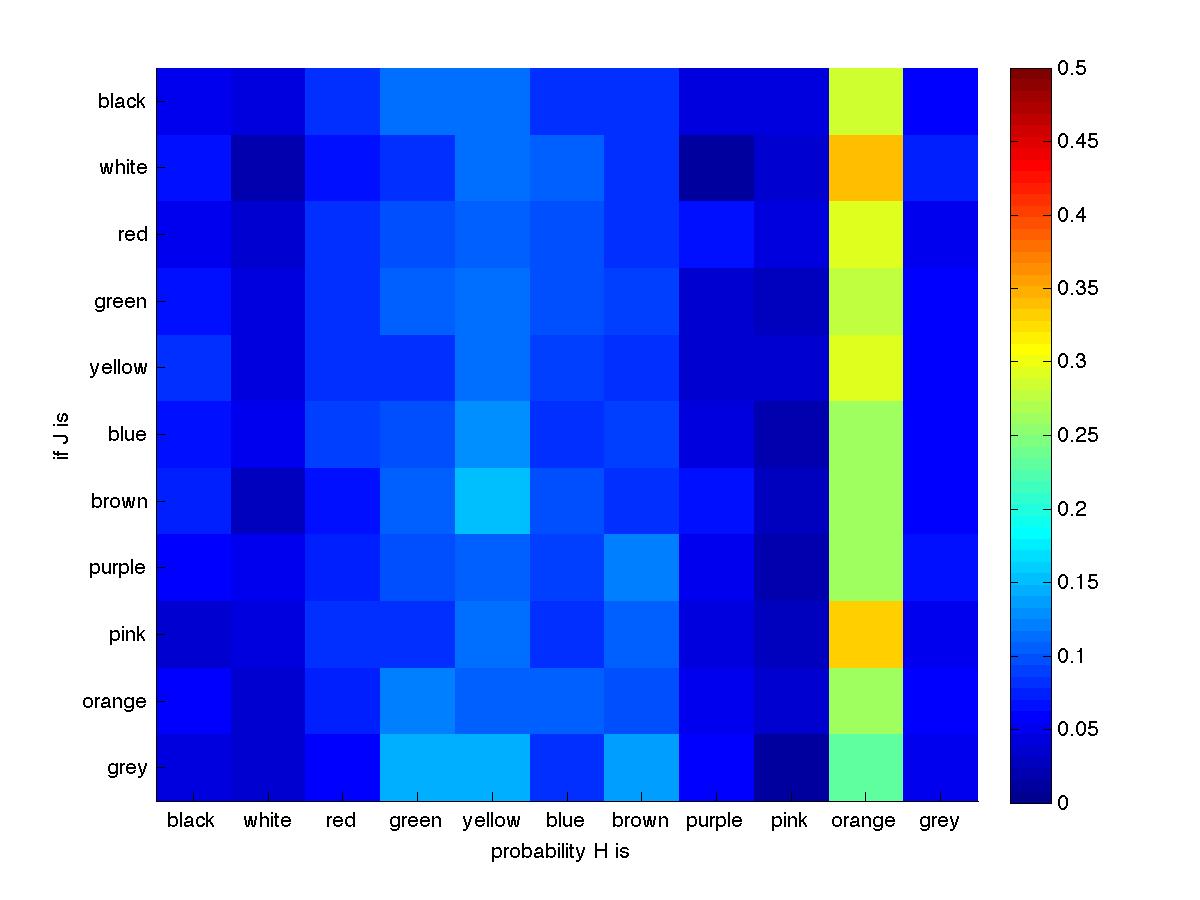 black
white
red
green
yellow
blue
brown
purple
pink
orange
grey
if J is
black white red green yellow blue brown purple pink orange grey
probability H is
0.5
0.45
0.4
0.35
0.3
0.25
0.2
0.15
0.1
0.05
0